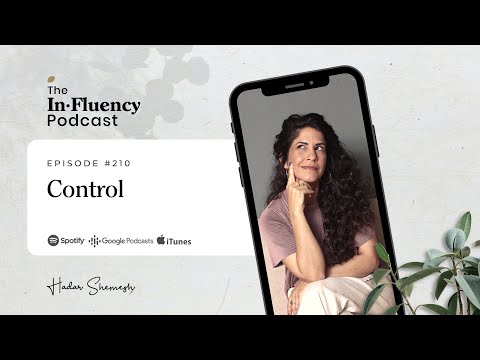 The
In·Fluency
Podcast
EPISODE #210
Control
Spotify Google Podcasts iTunes
Hadar Shemesh